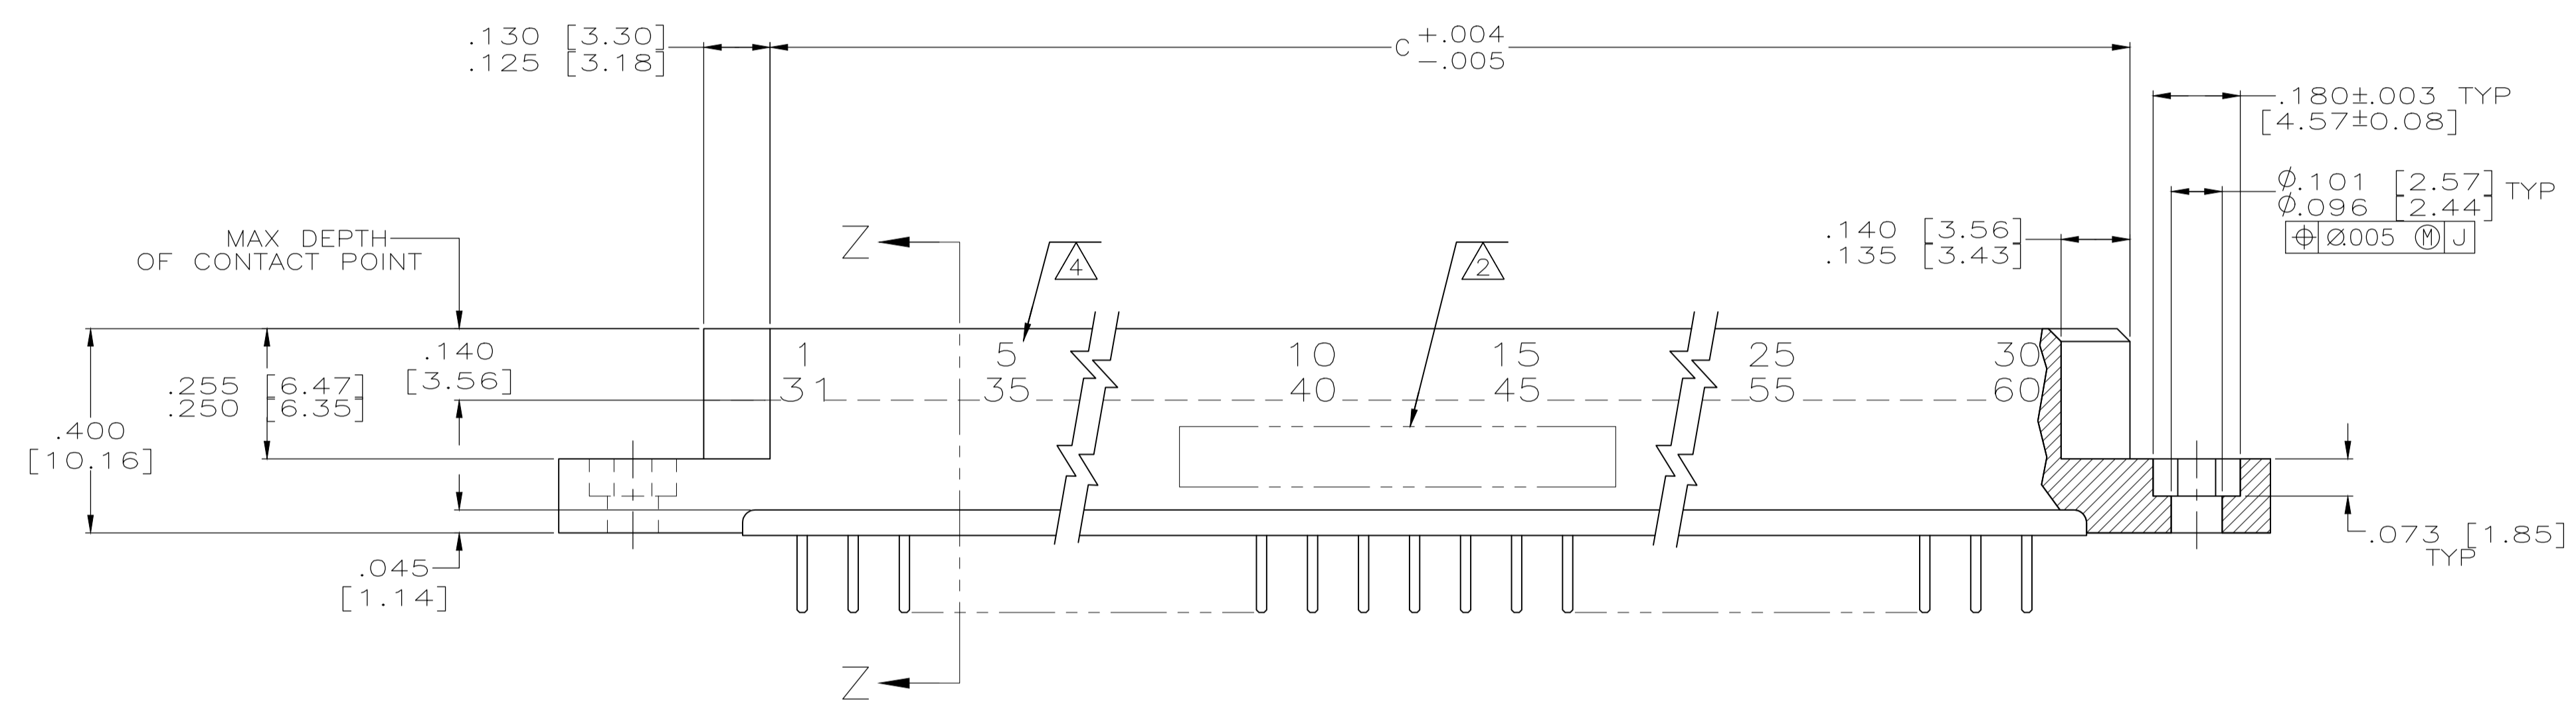 .130 [3.30]
.125 [3.18]
C +.004
-.005
.180±.003 TYP
[4.57±0.08]
Ø.101 [2.57] TYP
Ø.096 [2.44]
⌖ Ø.005 Ⓜ J
MAX DEPTH
OF CONTACT POINT
Z
4
2
.140 [3.56]
.135 [3.43]
.140
[3.56]
.255 [6.47]
.250 [6.35]
.400
[10.16]
1 5 10 15 25 30
31 35 40 45 55 60
.045
[1.14]
.073 [1.85]
TYP
Z